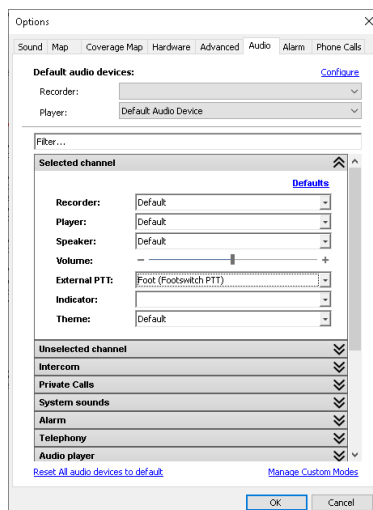 Options
Sound Map Coverage Map Hardware Advanced Audio Alarm Phone Calls
Default audio devices: Configure
Recorder:
Player: Default Audio Device
Filter...
Selected channel
Defaults
Recorder: Default
Player: Default
Speaker: Default
Volume:
External PTT: Foot (Footswitch PTT)
Indicator:
Theme: Default
Unselected channel
Intercom
Private Calls
System sounds
Alarm
Telephony
Audio player
Reset All audio devices to default Manage Custom Modes
OK Cancel